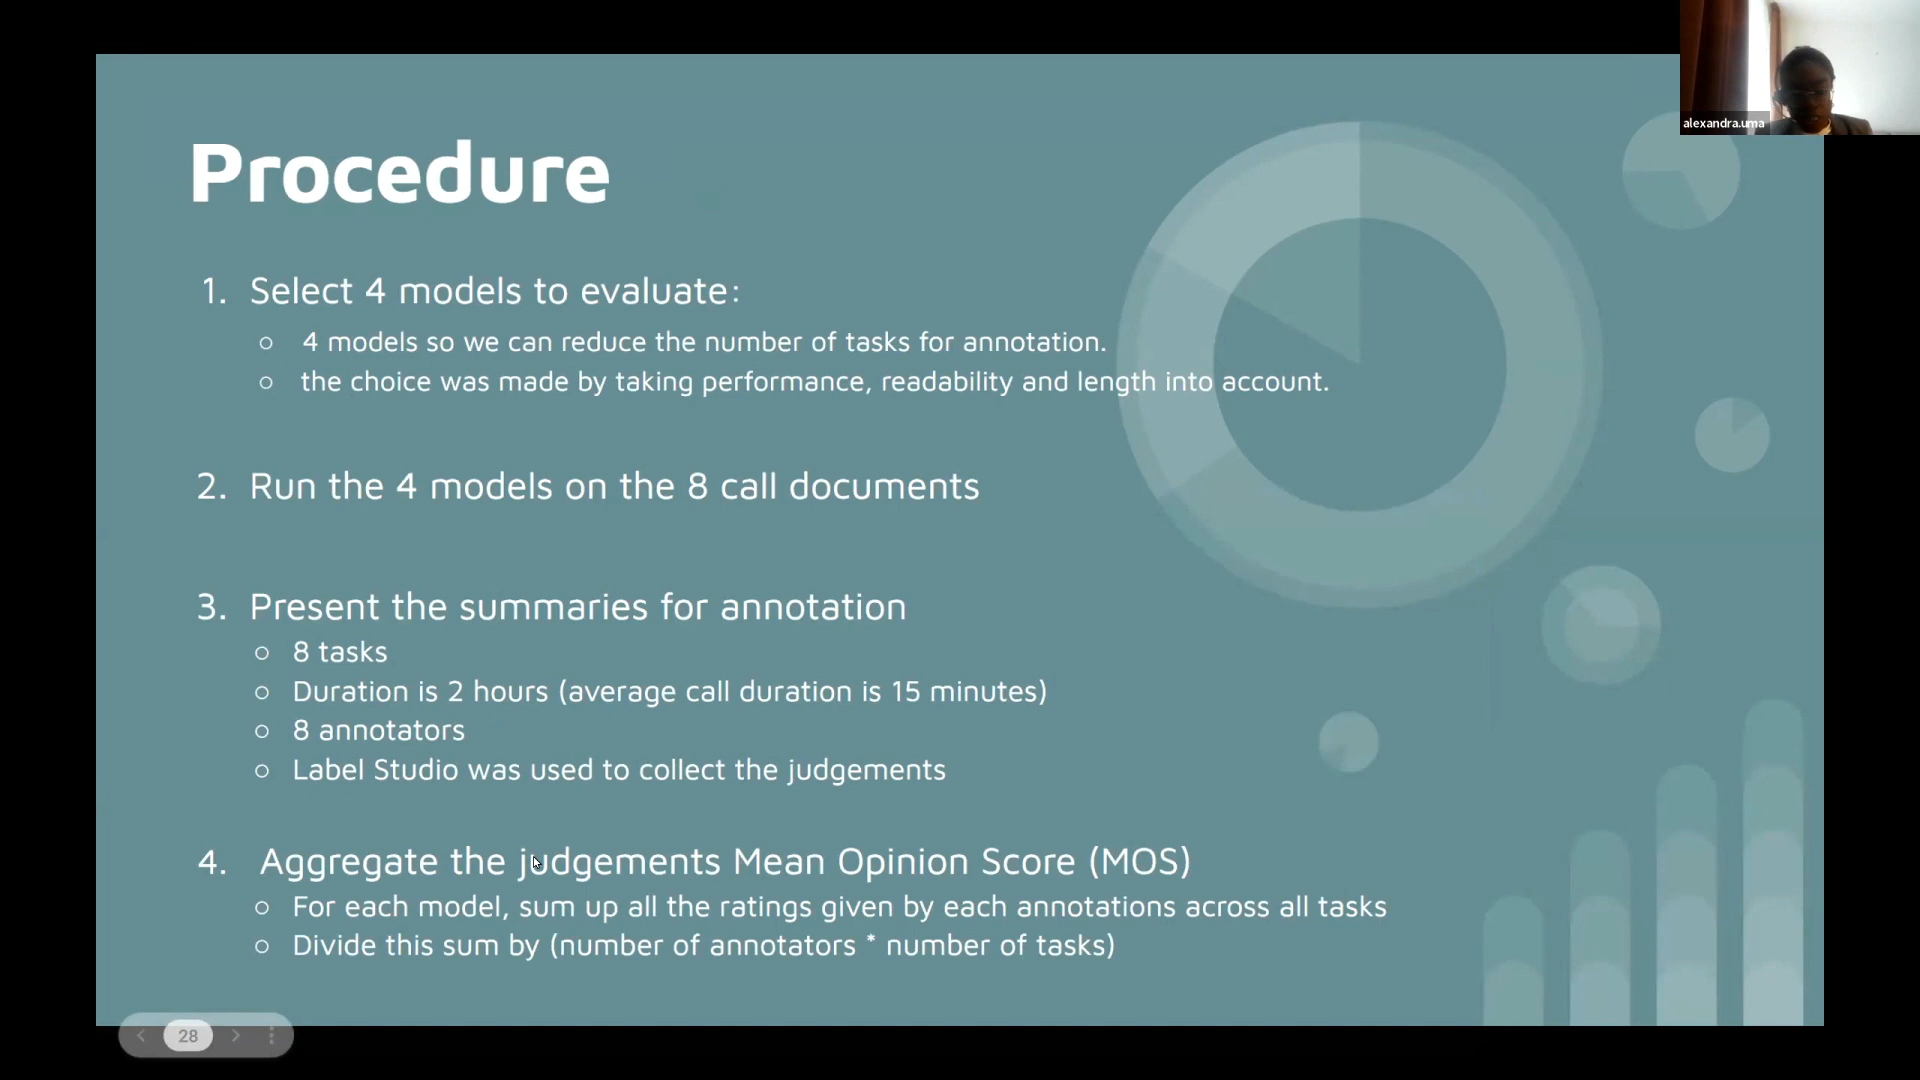 alexandra.uma
Procedure
1. Select 4 models to evaluate:
○ 4 models so we can reduce the number of tasks for annotation.
○ the choice was made by taking performance, readability and length into account.
2. Run the 4 models on the 8 call documents
3. Present the summaries for annotation
○ 8 tasks
○ Duration is 2 hours (average call duration is 15 minutes)
○ 8 annotators
○ Label Studio was used to collect the judgements
4. Aggregate the judgements Mean Opinion Score (MOS)
○ For each model, sum up all the ratings given by each annotations across all tasks
○ Divide this sum by (number of annotators * number of tasks)
28